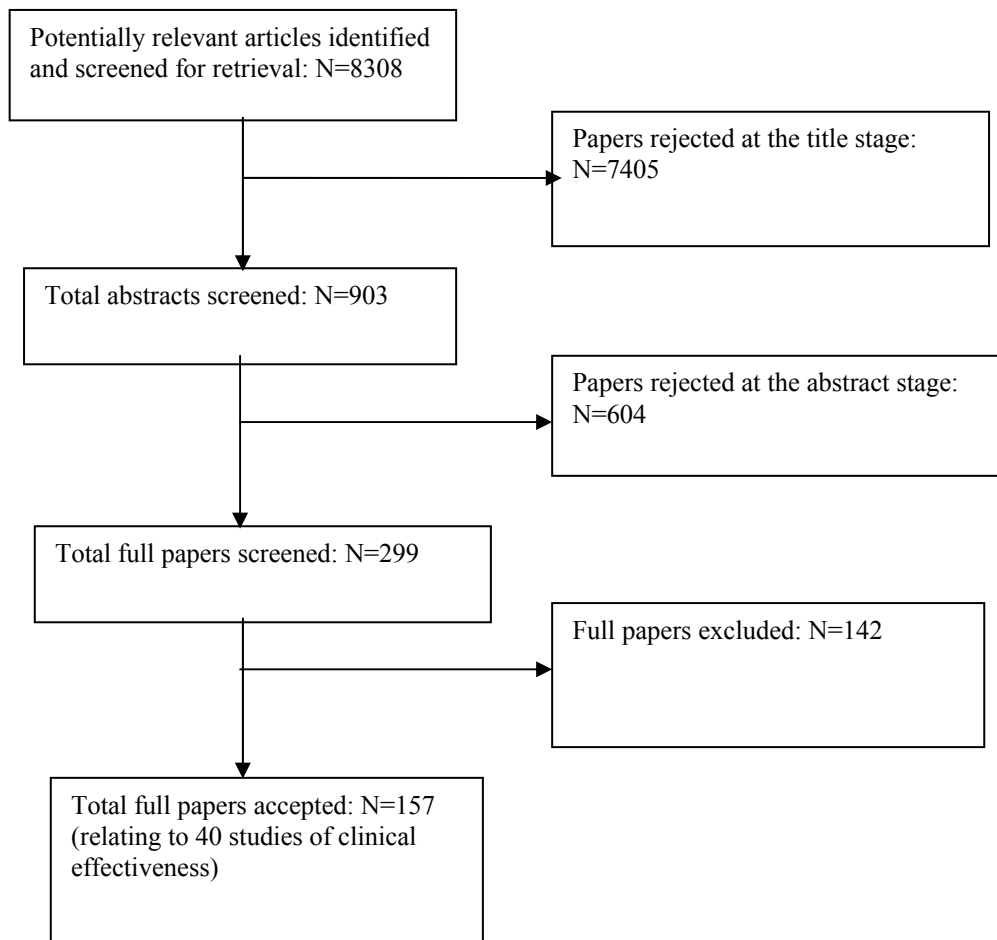 Potentially relevant articles identified
and screened for retrieval: N=8308
Papers rejected at the title stage:
N=7405
Total abstracts screened: N=903
Papers rejected at the abstract stage:
N=604
Total full papers screened: N=299
Full papers excluded: N=142
Total full papers accepted: N=157
(relating to 40 studies of clinical
effectiveness)